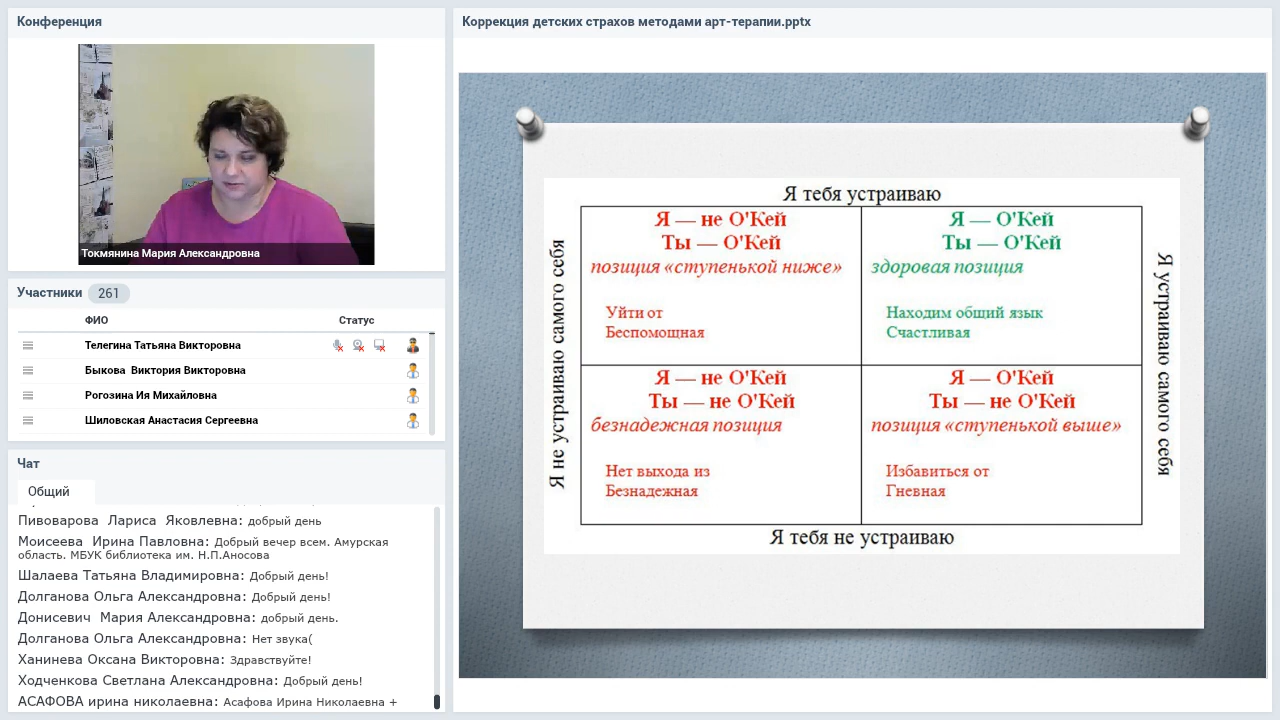 Конференция
Токмянина Мария Александровна
Участники 261
ФИО Статус
Телегина Татьяна Викторовна
Быкова Виктория Викторовна
Рогозина Ия Михайловна
Шиловская Анастасия Сергеевна
Чат
Общий
Пивоварова Лариса Яковлевна: добрый день
Моисеева Ирина Павловна: Добрый вечер всем. Амурская
область. МБУК библиотека им. Н.П.Аносова
Шалаева Татьяна Владимировна: Добрый день!
Долганова Ольга Александровна: Добрый день!
Донисевич Мария Александровна: добрый день.
Долганова Ольга Александровна: Нет звука(
Ханинева Оксана Викторовна: Здравствуйте!
Ходченкова Светлана Александровна: Добрый день!
АСАФОВА ирина николаевна: Асафова Ирина Николаевна +
Коррекция детских страхов методами арт-терапии.pptx
Я тебя устраиваю
Я не устраиваю самого себя
Я — не О'Кей
Ты — О'Кей
позиция «ступенькой ниже»
Уйти от
Беспомощная
Я — О'Кей
Ты — О'Кей
здоровая позиция
Находим общий язык
Счастливая
Я — не О'Кей
Ты — не О'Кей
безнадежная позиция
Нет выхода из
Безнадежная
Я — О'Кей
Ты — не О'Кей
позиция «ступенькой выше»
Избавиться от
Гневная
Я устраиваю самого себя
Я тебя не устраиваю